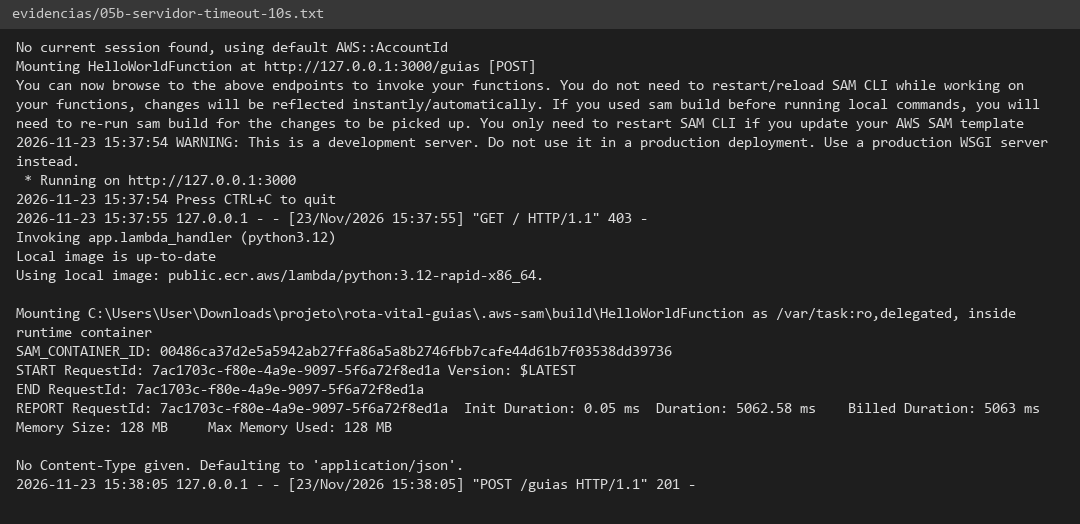 evidencias/05b-servidor-timeout-10s.txt
No current session found, using default AWS::AccountId
Mounting HelloWorldFunction at http://127.0.0.1:3000/guias [POST]
You can now browse to the above endpoints to invoke your functions. You do not need to restart/reload SAM CLI while working on
your functions, changes will be reflected instantly/automatically. If you used sam build before running local commands, you will
need to re-run sam build for the changes to be picked up. You only need to restart SAM CLI if you update your AWS SAM template
2026-11-23 15:37:54 WARNING: This is a development server. Do not use it in a production deployment. Use a production WSGI server
instead.
 * Running on http://127.0.0.1:3000
2026-11-23 15:37:54 Press CTRL+C to quit
2026-11-23 15:37:55 127.0.0.1 - - [23/Nov/2026 15:37:55] "GET / HTTP/1.1" 403 -
Invoking app.lambda_handler (python3.12)
Local image is up-to-date
Using local image: public.ecr.aws/lambda/python:3.12-rapid-x86_64.
Mounting C:\Users\User\Downloads\projeto\rota-vital-guias\.aws-sam\build\HelloWorldFunction as /var/task:ro,delegated, inside
runtime container
SAM_CONTAINER_ID: 00486ca37d2e5a5942ab27ffa86a5a8b2746fbb7cafe44d61b7f03538dd39736
START RequestId: 7ac1703c-f80e-4a9e-9097-5f6a72f8ed1a Version: $LATEST
END RequestId: 7ac1703c-f80e-4a9e-9097-5f6a72f8ed1a
REPORT RequestId: 7ac1703c-f80e-4a9e-9097-5f6a72f8ed1a  Init Duration: 0.05 ms  Duration: 5062.58 ms    Billed Duration: 5063 ms
Memory Size: 128 MB     Max Memory Used: 128 MB
No Content-Type given. Defaulting to 'application/json'.
2026-11-23 15:38:05 127.0.0.1 - - [23/Nov/2026 15:38:05] "POST /guias HTTP/1.1" 201 -